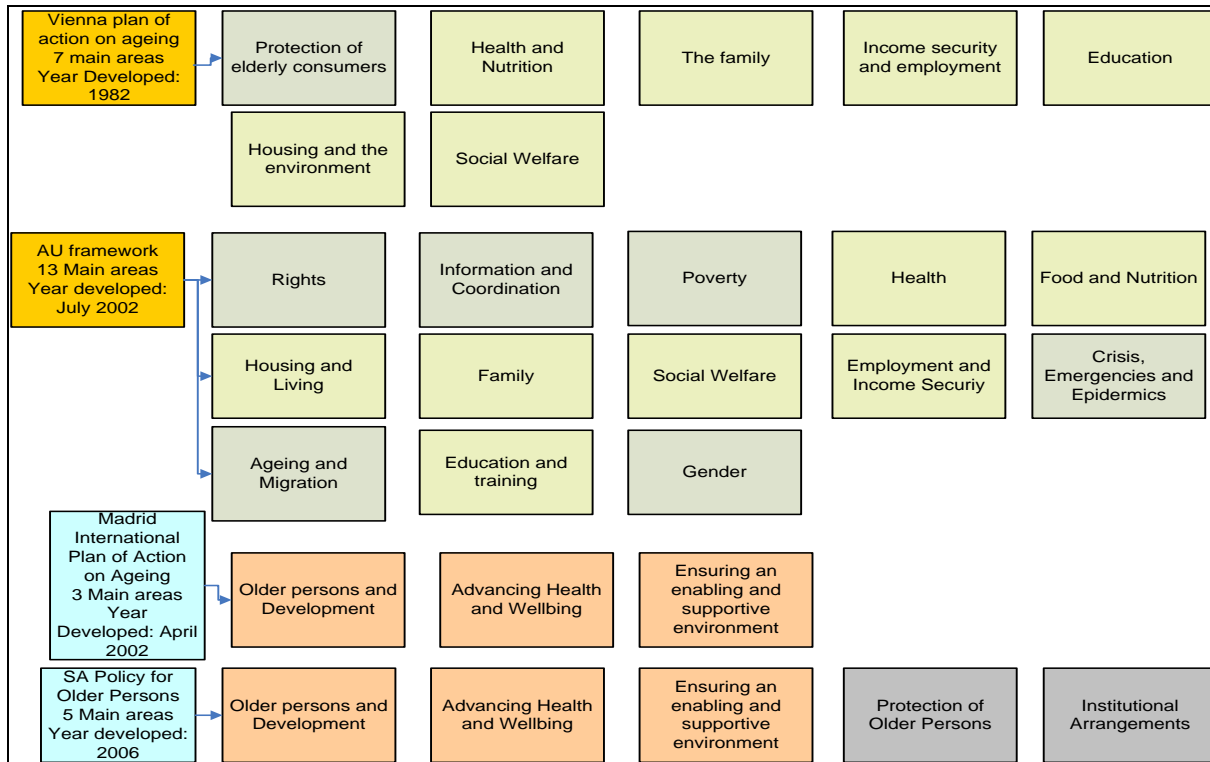 Vienna plan of
action on ageing
7 main areas
Year Developed:
1982
Protection of
elderly consumers
Health and
Nutrition
The family
Income security
and employment
Education
Housing and the
environment
Social Welfare
AU framework
13 Main areas
Year developed:
July 2002
Rights
Information and
Coordination
Poverty
Health
Food and Nutrition
Housing and
Living
Family
Social Welfare
Employment and
Income Securiy
Crisis,
Emergencies and
Epidermics
Ageing and
Migration
Education and
training
Gender
Madrid
International
Plan of Action
on Ageing
3 Main areas
Year
Developed: April
2002
Older persons and
Development
Advancing Health
and Wellbing
Ensuring an
enabling and
supportive
environment
SA Policy for
Older Persons
5 Main areas
Year developed:
2006
Older persons and
Development
Advancing Health
and Wellbing
Ensuring an
enabling and
supportive
environment
Protection of
Older Persons
Institutional
Arrangements